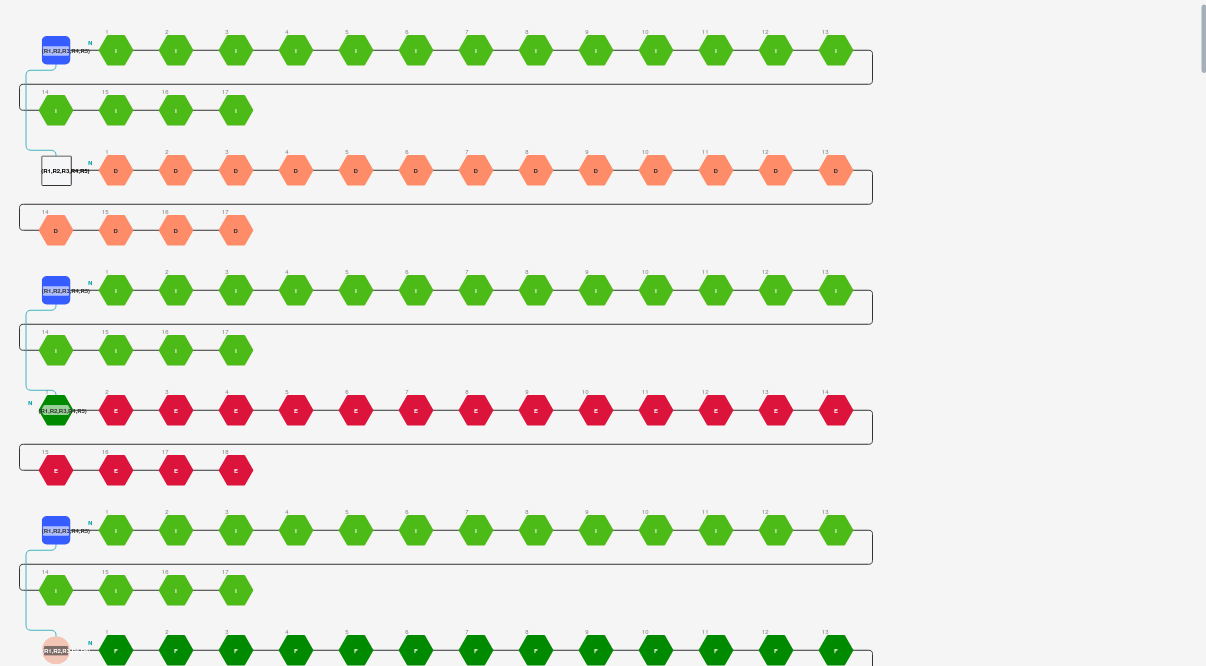 1 2 3 4 5 6 7 8 9 10 11 12 13
(R1,R2,R3,R4,R5) N I I I I I I I I I I I I I
14 15 16 17
I I I I
1 2 3 4 5 6 7 8 9 10 11 12 13
(R1,R2,R3,R4,R5) N D D D D D D D D D D D D D
14 15 16 17
D D D D
1 2 3 4 5 6 7 8 9 10 11 12 13
(R1,R2,R3,R4,R5) N I I I I I I I I I I I I I
14 15 16 17
I I I I
1 2 3 4 5 6 7 8 9 10 11 12 13 14
N (R1,R2,R3,R4,R5) E E E E E E E E E E E E E
15 16 17 18
E E E E
1 2 3 4 5 6 7 8 9 10 11 12 13
(R1,R2,R3,R4,R5) N I I I I I I I I I I I I I
14 15 16 17
I I I I
1 2 3 4 5 6 7 8 9 10 11 12 13
N F F F F F F F F F F F F F